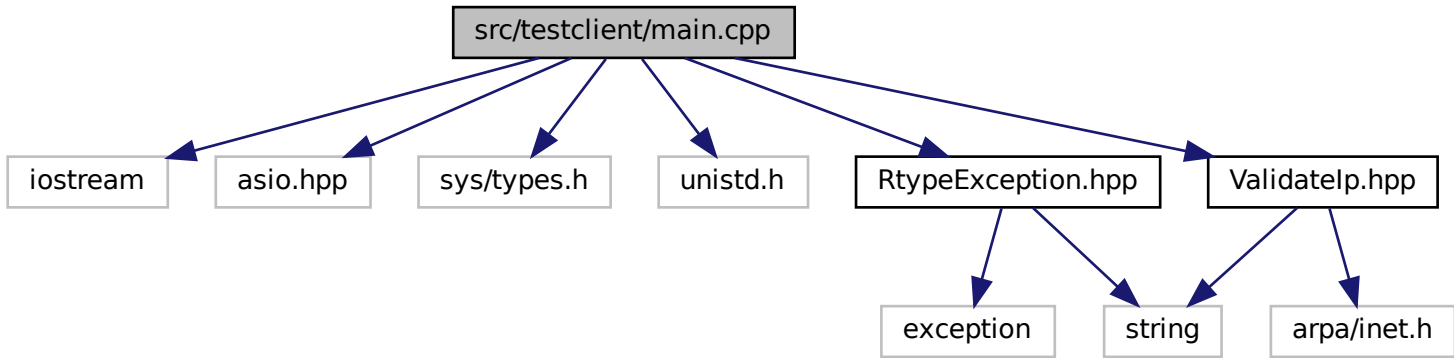 src/testclient/main.cpp
iostream
asio.hpp
sys/types.h
unistd.h
RtypeException.hpp
ValidateIp.hpp
exception
string
arpa/inet.h